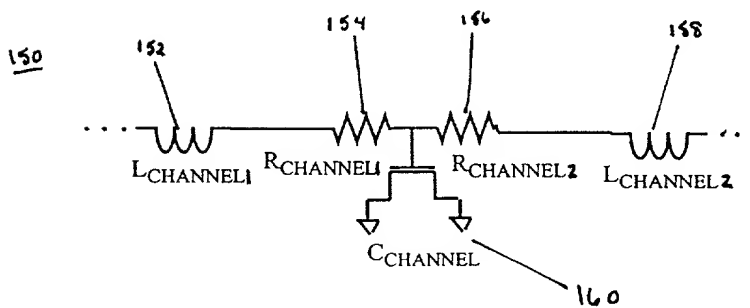 150
152
154
156
158
. . .
. .
LCHANNEL1
RCHANNEL1
RCHANNEL2
LCHANNEL2
CCHANNEL
160